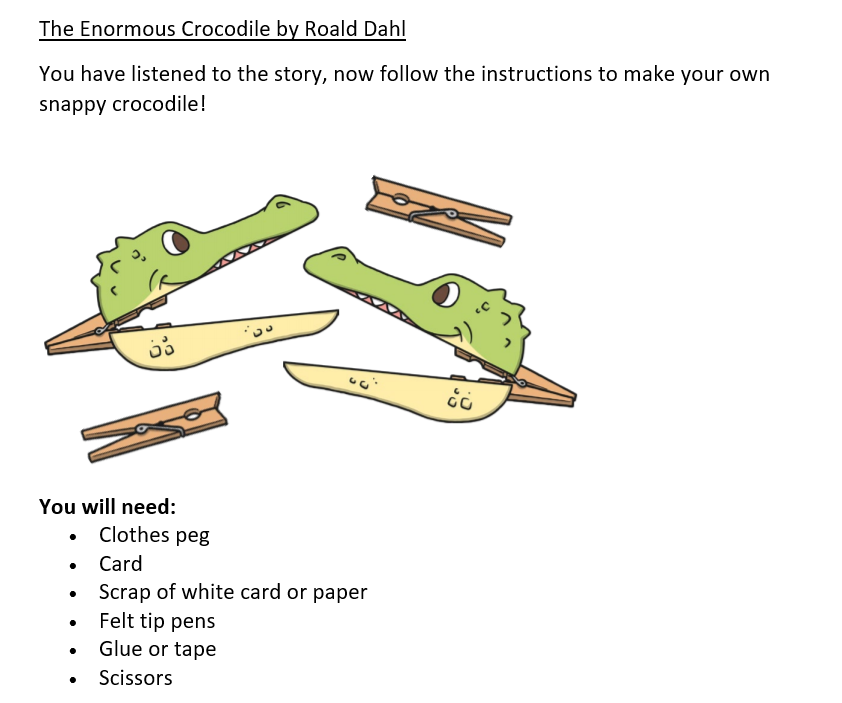 The Enormous Crocodile by Roald Dahl
You have listened to the story, now follow the instructions to make your own
snappy crocodile!
You will need:
• Clothes peg
• Card
• Scrap of white card or paper
• Felt tip pens
• Glue or tape
• Scissors